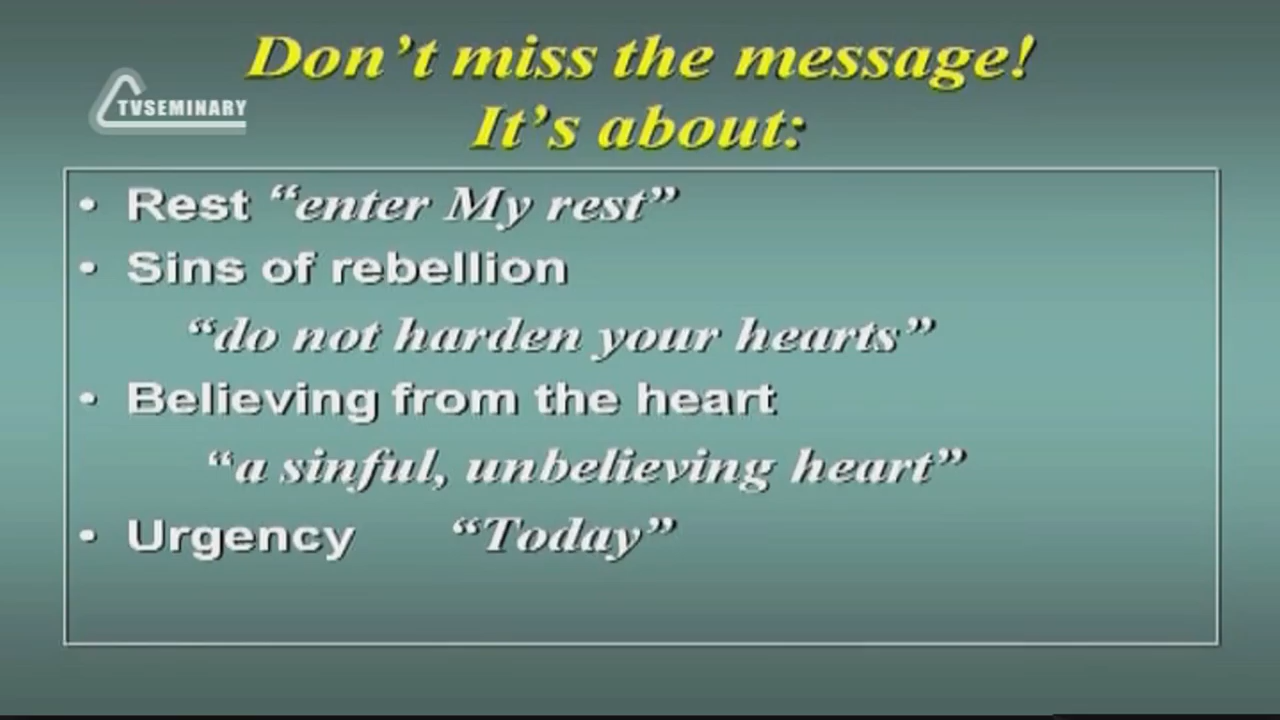 Don’t miss the message!
It’s about:
TVSEMINARY
• Rest “enter My rest”
• Sins of rebellion
“do not harden your hearts”
• Believing from the heart
“a sinful, unbelieving heart”
• Urgency “Today”